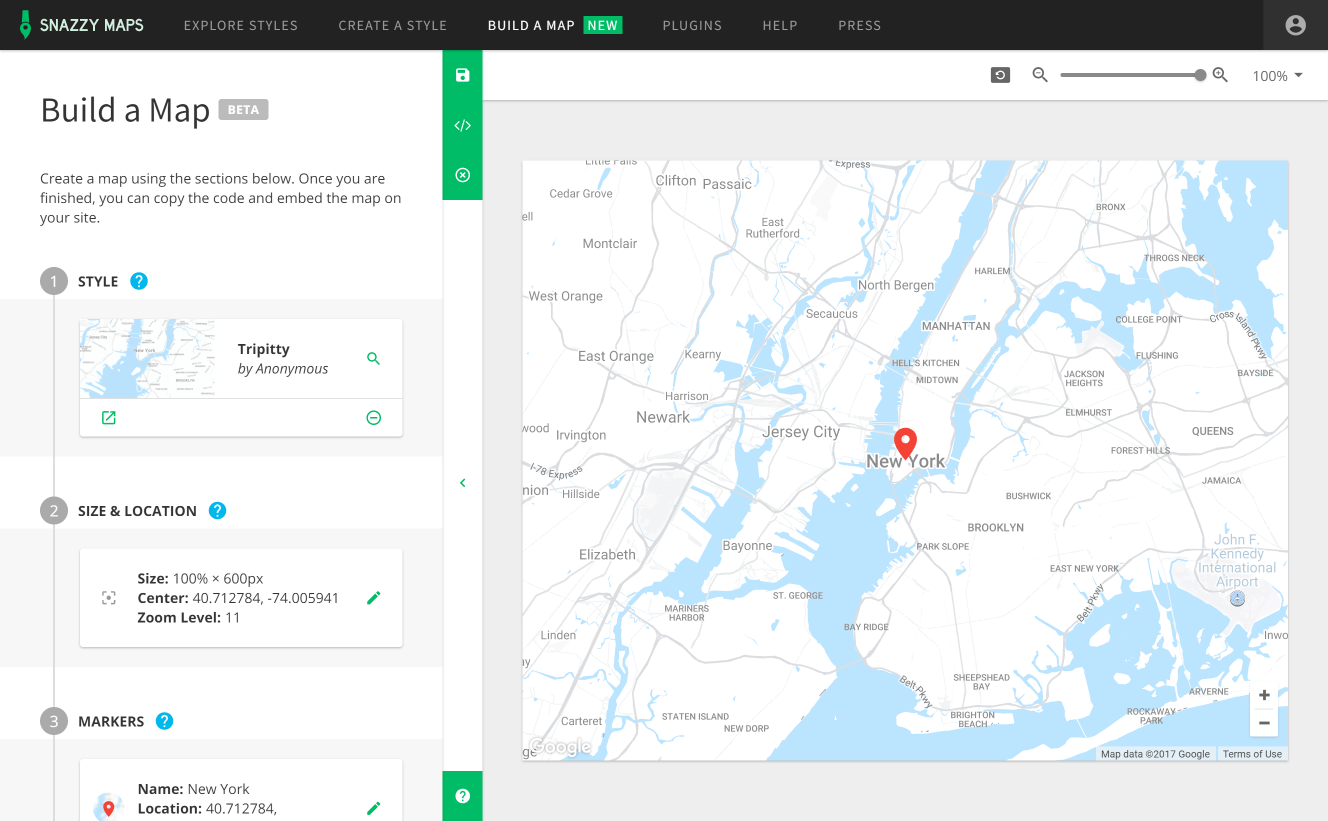 SNAZZY MAPS
EXPLORE STYLES
CREATE A STYLE
BUILD A MAP NEW
PLUGINS
HELP
PRESS
Build a Map BETA
Create a map using the sections below. Once you are
finished, you can copy the code and embed the map on
your site.
1 STYLE ?
Tripitty
by Anonymous
2 SIZE & LOCATION ?
Size: 100% × 600px
Center: 40.712784, -74.005941
Zoom Level: 11
3 MARKERS ?
Name: New York
Location: 40.712784,
</>
<
?
100%
Little Falls
Express
Clifton
Passaic
Cedar Grove
ell
East
Rutherford
BRONX
Montclair
THROGS NECK
HARLEM
North Bergen
West Orange
Secaucus
MANHATTAN
COLLEGE POINT
Cross Island Pkwy
East Orange
Kearny
HELL'S KITCHEN
FLUSHING
MIDTOWN
JACKSON
HEIGHTS
BAYSIDE
Harrison
Newark
ELMHURST
wood
Irvington
Jersey City
QUEENS
New York
FOREST HILLS
I-78 Express
nion
Hillside
JAMAICA
BUSHWICK
BROOKLYN
Elizabeth
Bayonne
PARK SLOPE
John F.
Kennedy
International
Airport
EAST NEW YORK
ST. GEORGE
Belt Pkwy
MARINERS
HARBOR
BAY RIDGE
Linden
Inwo
ay
SHEEPSHEAD
BAY
Belt Pkwy
ARVERNE
Carteret
STATEN ISLAND
NEW DORP
BRIGHTON
BEACH
ROCKAWAY
PARK
+
−
ge
Google
Map data ©2017 Google
Terms of Use